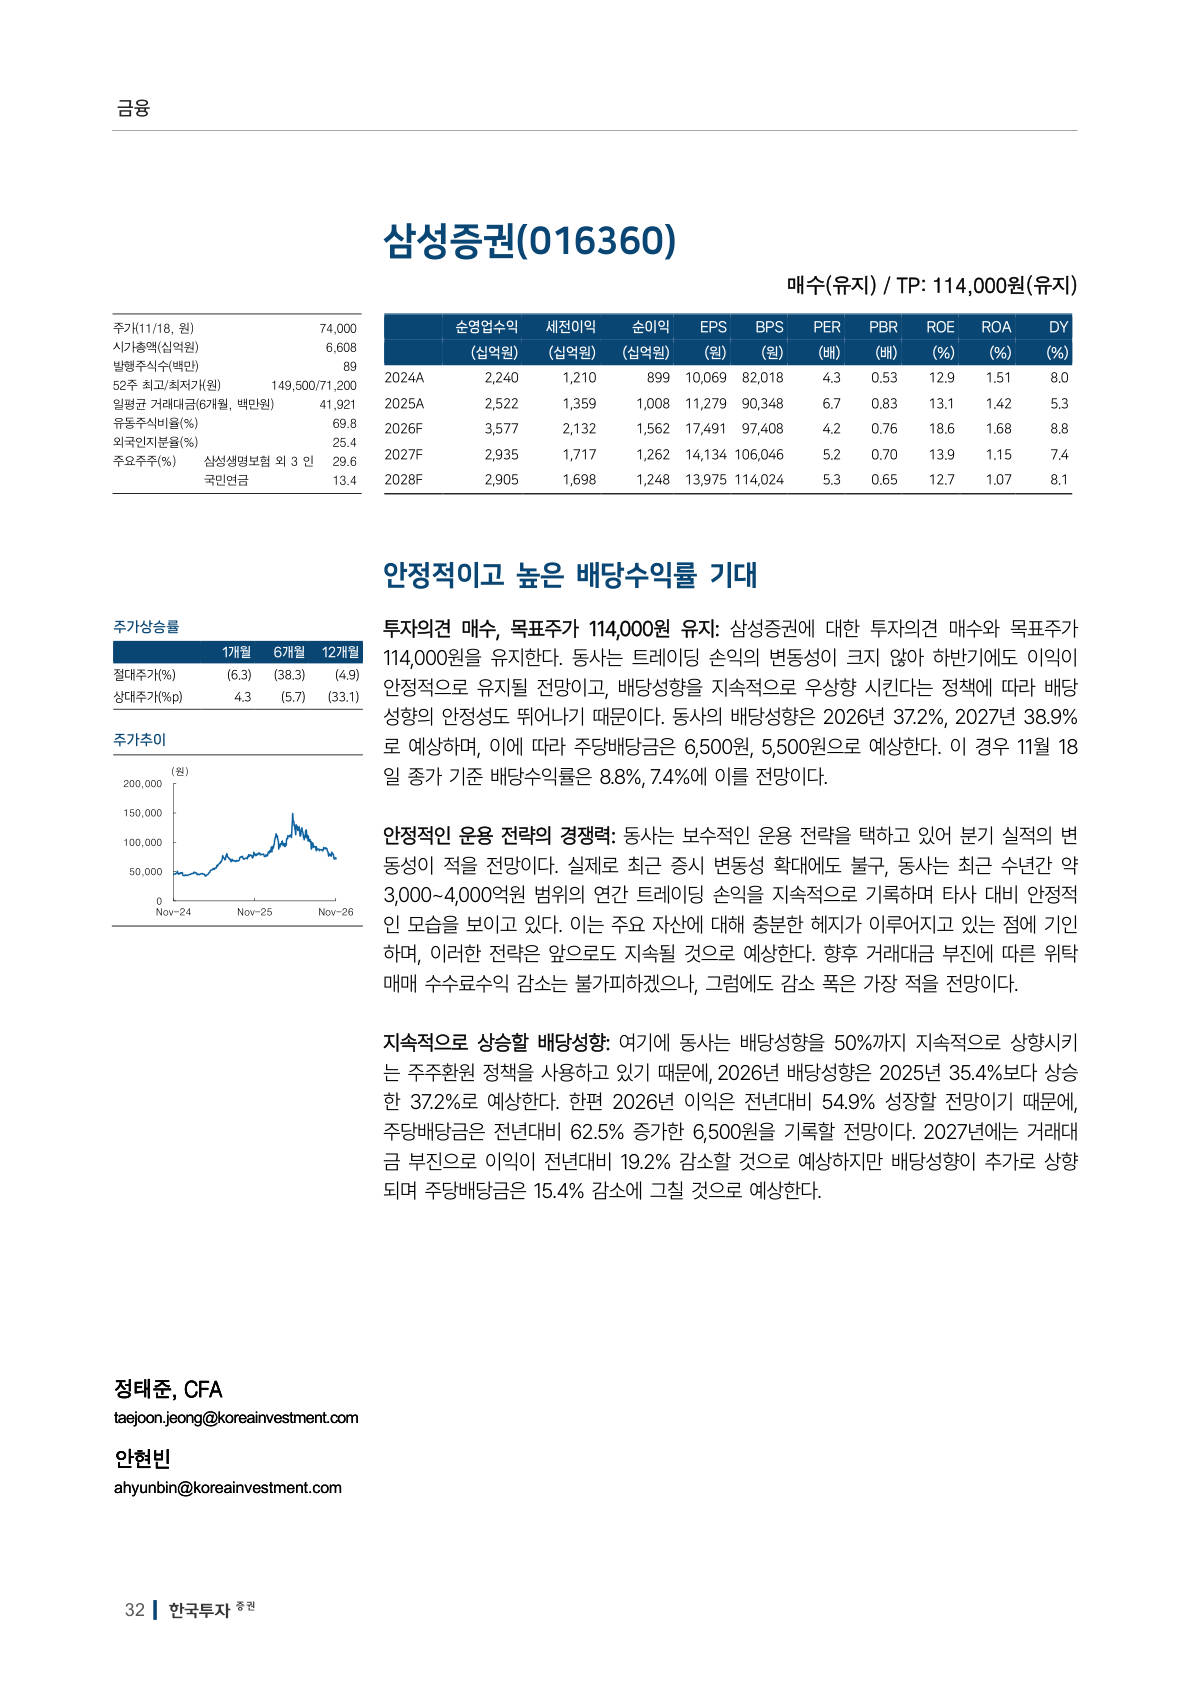 금융
삼성증권(016360)
매수(유지) / TP: 114,000원(유지)
주가(11/18, 원) 74,000
시가총액(십억원) 6,608
발행주식수(백만) 89
52주 최고/최저가(원) 149,500/71,200
일평균 거래대금(6개월, 백만원) 41,921
유동주식비율(%) 69.8
외국인지분율(%) 25.4
주요주주(%) 삼성생명보험 외 3 인 29.6
국민연금 13.4
순영업수익 세전이익 순이익 EPS BPS PER PBR ROE ROA DY
(십억원) (십억원) (십억원) (원) (원) (배) (배) (%) (%) (%)
2024A 2,240 1,210 899 10,069 82,018 4.3 0.53 12.9 1.51 8.0
2025A 2,522 1,359 1,008 11,279 90,348 6.7 0.83 13.1 1.42 5.3
2026F 3,577 2,132 1,562 17,491 97,408 4.2 0.76 18.6 1.68 8.8
2027F 2,935 1,717 1,262 14,134 106,046 5.2 0.70 13.9 1.15 7.4
2028F 2,905 1,698 1,248 13,975 114,024 5.3 0.65 12.7 1.07 8.1
주가상승률
1개월 6개월 12개월
절대주가(%) (6.3) (38.3) (4.9)
상대주가(%p) 4.3 (5.7) (33.1)
주가추이
(원)
200,000
150,000
100,000
50,000
0
Nov-24 Nov-25 Nov-26
안정적이고 높은 배당수익률 기대
투자의견 매수, 목표주가 114,000원 유지: 삼성증권에 대한 투자의견 매수와 목표주가
114,000원을 유지한다. 동사는 트레이딩 손익의 변동성이 크지 않아 하반기에도 이익이
안정적으로 유지될 전망이고, 배당성향을 지속적으로 우상향 시킨다는 정책에 따라 배당
성향의 안정성도 뛰어나기 때문이다. 동사의 배당성향은 2026년 37.2%, 2027년 38.9%
로 예상하며, 이에 따라 주당배당금은 6,500원, 5,500원으로 예상한다. 이 경우 11월 18
일 종가 기준 배당수익률은 8.8%, 7.4%에 이를 전망이다.
안정적인 운용 전략의 경쟁력: 동사는 보수적인 운용 전략을 택하고 있어 분기 실적의 변
동성이 적을 전망이다. 실제로 최근 증시 변동성 확대에도 불구, 동사는 최근 수년간 약
3,000~4,000억원 범위의 연간 트레이딩 손익을 지속적으로 기록하며 타사 대비 안정적
인 모습을 보이고 있다. 이는 주요 자산에 대해 충분한 헤지가 이루어지고 있는 점에 기인
하며, 이러한 전략은 앞으로도 지속될 것으로 예상한다. 향후 거래대금 부진에 따른 위탁
매매 수수료수익 감소는 불가피하겠으나, 그럼에도 감소 폭은 가장 적을 전망이다.
지속적으로 상승할 배당성향: 여기에 동사는 배당성향을 50%까지 지속적으로 상향시키
는 주주환원 정책을 사용하고 있기 때문에, 2026년 배당성향은 2025년 35.4%보다 상승
한 37.2%로 예상한다. 한편 2026년 이익은 전년대비 54.9% 성장할 전망이기 때문에,
주당배당금은 전년대비 62.5% 증가한 6,500원을 기록할 전망이다. 2027년에는 거래대
금 부진으로 이익이 전년대비 19.2% 감소할 것으로 예상하지만 배당성향이 추가로 상향
되며 주당배당금은 15.4% 감소에 그칠 것으로 예상한다.
정태준, CFA
taejoon.jeong@koreainvestment.com
안현빈
ahyunbin@koreainvestment.com
32 한국투자 증권